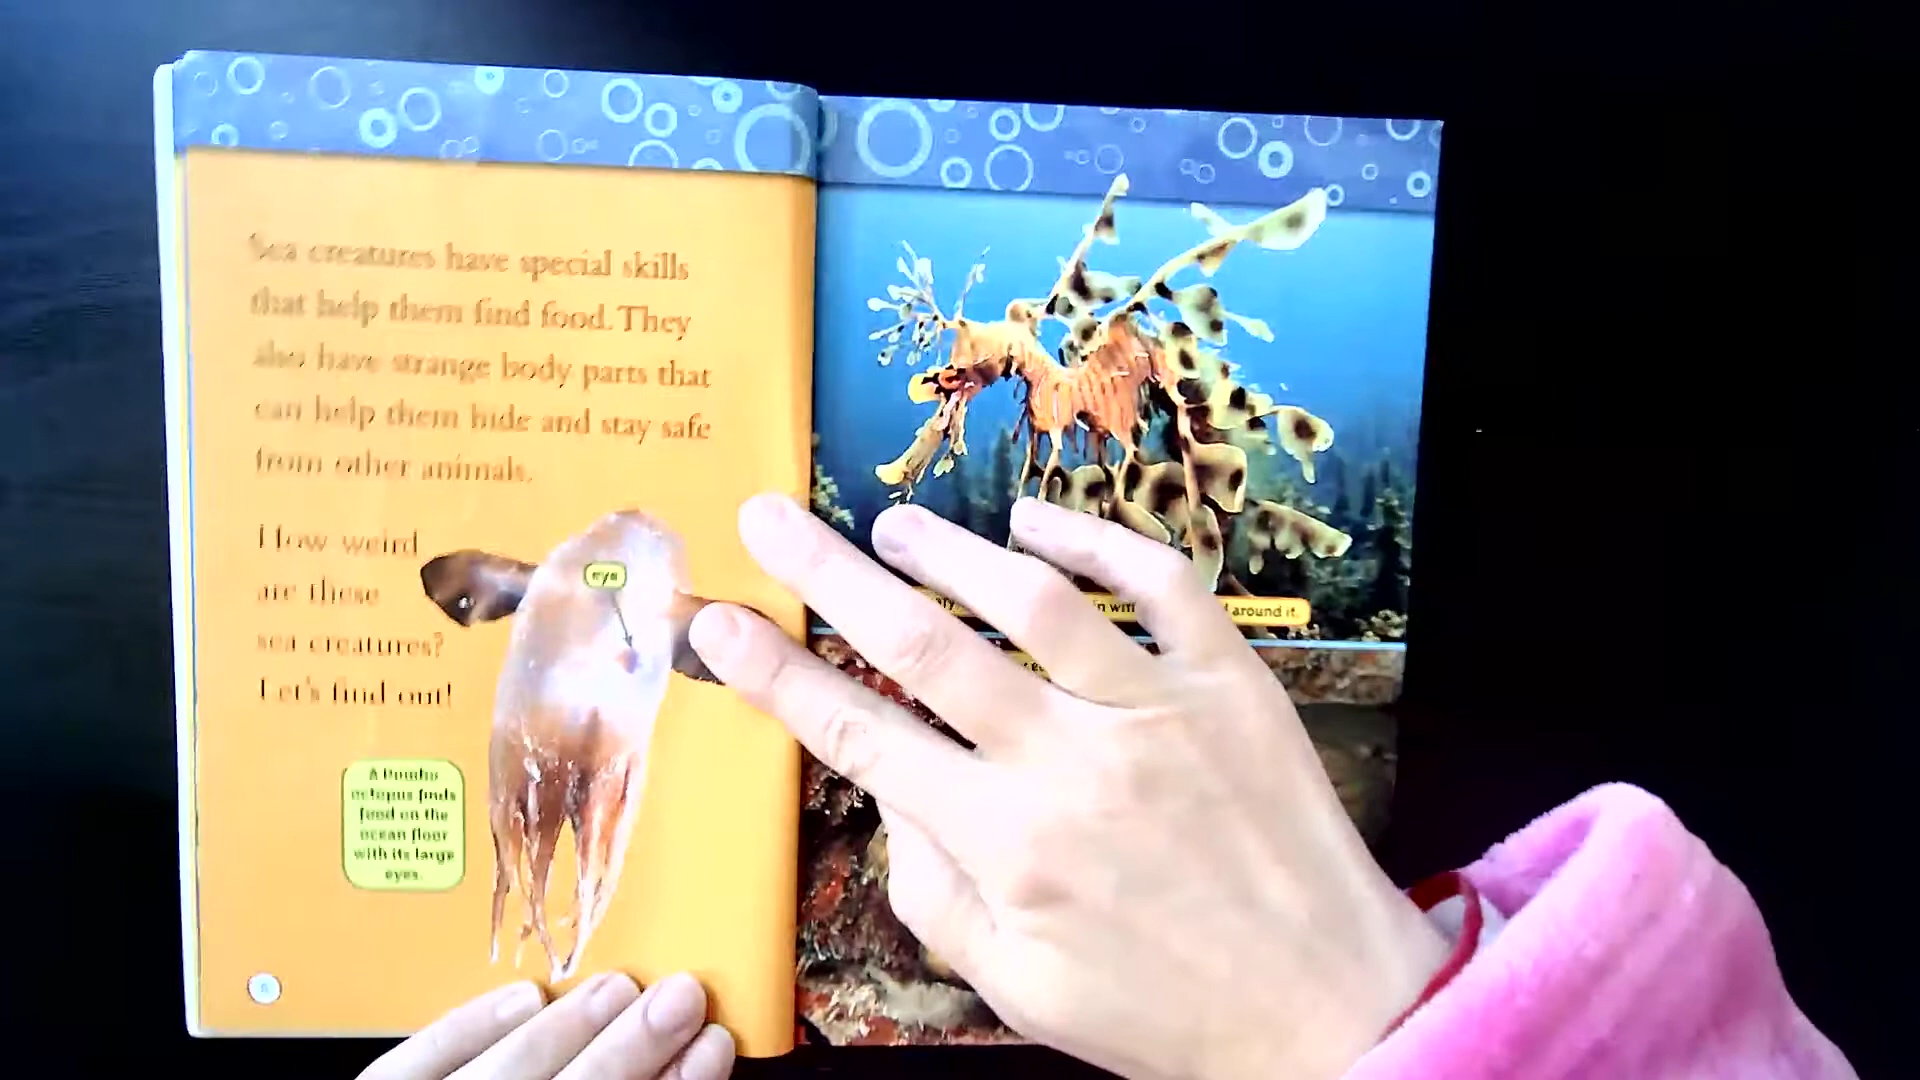 Sea creatures have special skills
that help them find food. They
also have strange body parts that
can help them hide and stay safe
from other animals.
How weird
are these
sea creatures?
Let's find out!
eye
A Dumbo
octopus finds
food on the
ocean floor
with its large
eyes.
in with around it.